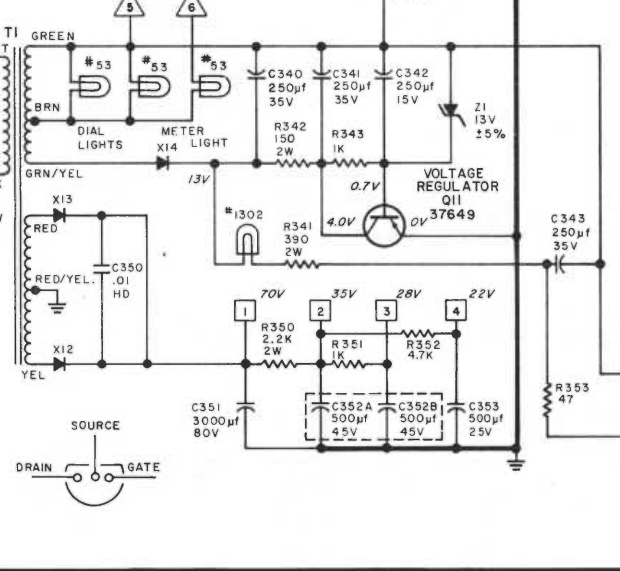 5
6
T1
GREEN
#53
#53
#53
C340
250µf
35V
C341
250µf
35V
C342
250µf
15V
Z1
13V
±5%
BRN
DIAL
LIGHTS
METER
LIGHT
X14
R342
150
2W
R343
1K
GRN/YEL
13V
0.7V
VOLTAGE
REGULATOR
Q11
37649
X13
RED
#1302
R341
390
2W
4.0V
0V
C343
250µf
35V
RED/YEL.
C350
.01
HD
70V
35V
28V
22V
1
2
3
4
R350
2.2K
2W
R351
1K
R352
4.7K
X12
YEL
R353
47
C351
3000µf
80V
C352A
500µf
45V
C352B
500µf
45V
C353
500µf
25V
SOURCE
DRAIN
GATE